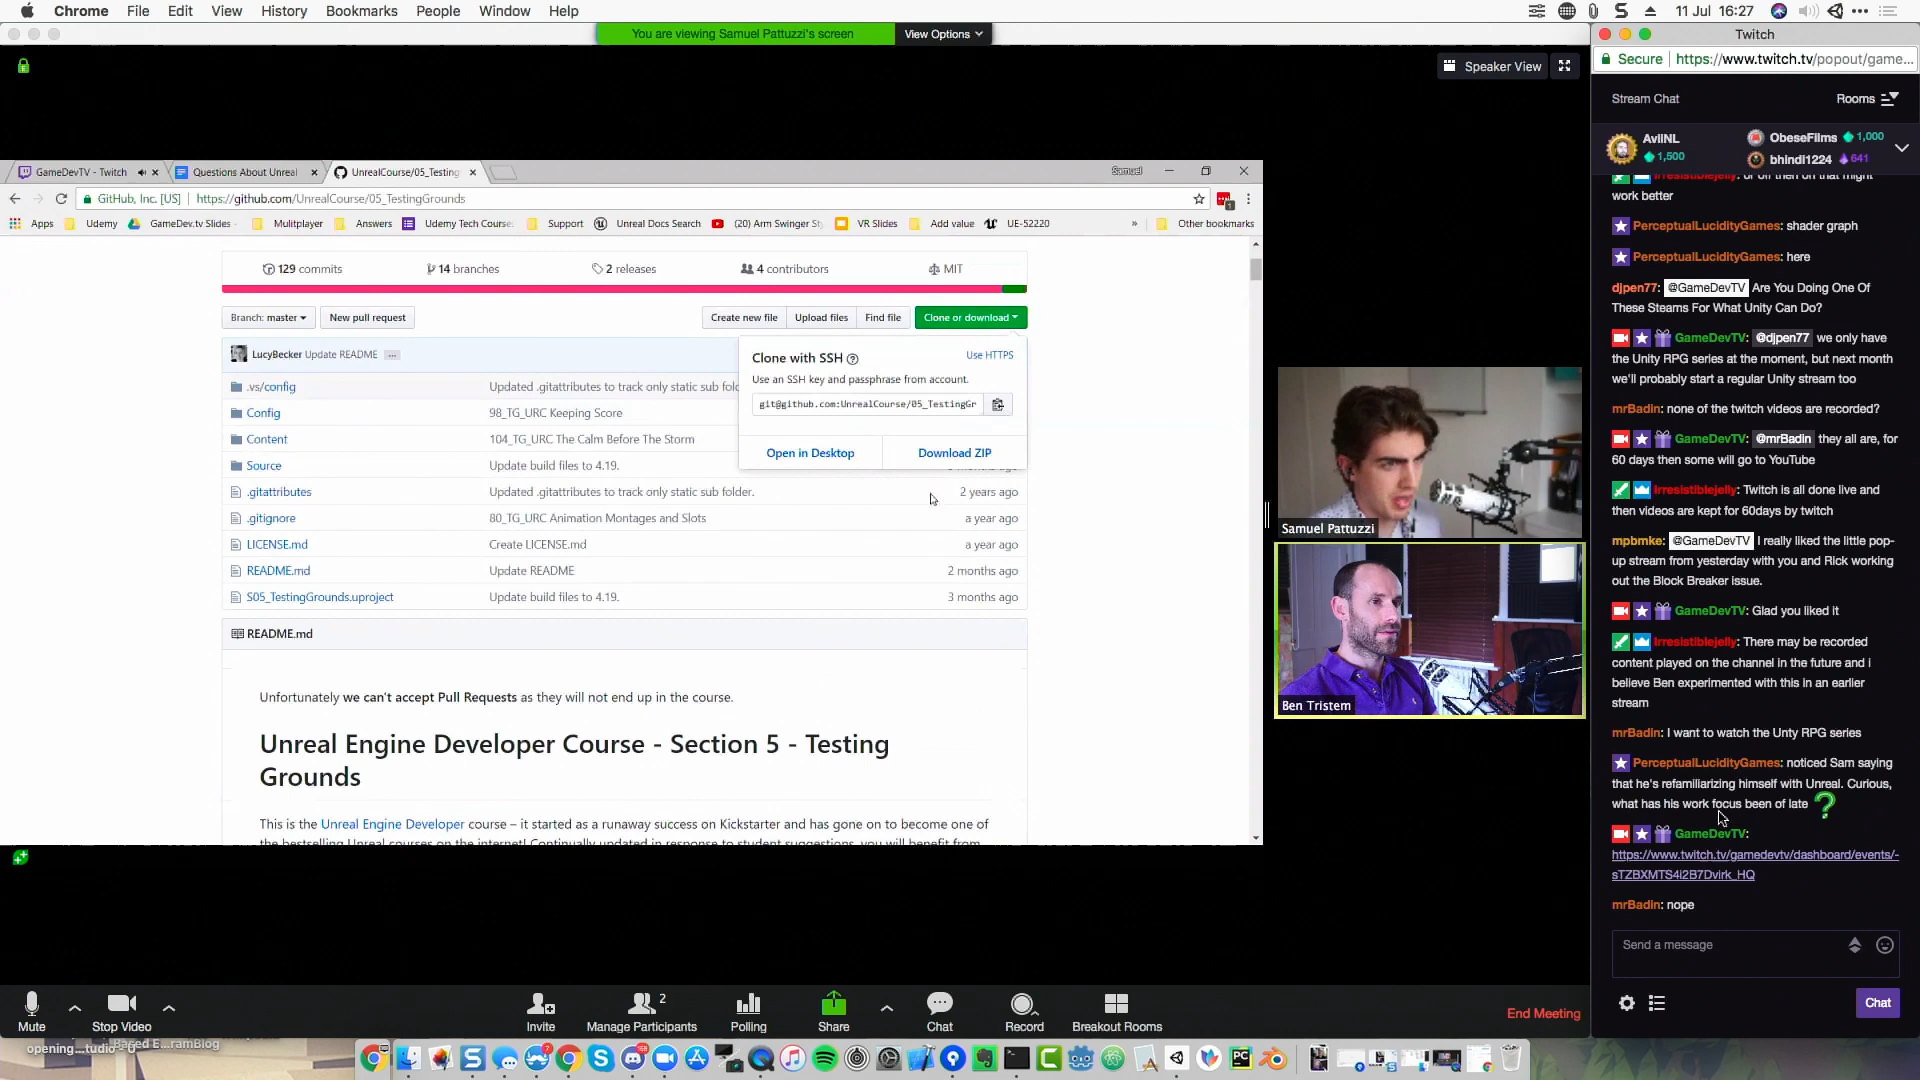 Chrome File Edit View History Bookmarks People Window Help
11 Jul 16:27
You are viewing Samuel Pattuzzi's screen
View Options
Speaker View
GameDevTV - Twitch
Questions About Unreal
UnrealCourse/05_Testing
Samuel
GitHub, Inc. [US] https://github.com/UnrealCourse/05_TestingGrounds
Apps Udemy GameDev.tv Slides Mulitplayer Answers Udemy Tech Course Support Unreal Docs Search (20) Arm Swinger St VR Slides Add value UE-52220 » Other bookmarks
129 commits 14 branches 2 releases 4 contributors MIT
Branch: master New pull request Create new file Upload files Find file Clone or download
LucyBecker Update README ...
Clone with SSH Use HTTPS
Use an SSH key and passphrase from account.
git@github.com:UnrealCourse/05_TestingGr
Open in Desktop Download ZIP
.vs/config Updated .gitattributes to track only static sub fold
Config 98_TG_URC Keeping Score
Content 104_TG_URC The Calm Before The Storm
Source Update build files to 4.19.
.gitattributes Updated .gitattributes to track only static sub folder. 2 years ago
.gitignore 80_TG_URC Animation Montages and Slots a year ago
LICENSE.md Create LICENSE.md a year ago
README.md Update README 2 months ago
S05_TestingGrounds.uproject Update build files to 4.19. 3 months ago
README.md
Unfortunately we can't accept Pull Requests as they will not end up in the course.
Unreal Engine Developer Course - Section 5 - Testing
Grounds
This is the Unreal Engine Developer course – it started as a runaway success on Kickstarter and has gone on to become one of
the bestselling Unreal courses on the internet! Continually updated in response to student suggestions, you will benefit from
Samuel Pattuzzi
Ben Tristem
Twitch
Secure https://www.twitch.tv/popout/game...
Stream Chat
Rooms
AvliNL
1,500
ObeseFilms 1,000
bhindi1224 641
work better
PerceptualLucidityGames: shader graph
PerceptualLucidityGames: here
djpen77: @GameDevTV Are You Doing One Of
These Steams For What Unity Can Do?
GameDevTV: @djpen77 we only have
the Unity RPG series at the moment, but next month
we'll probably start a regular Unity stream too
mrBadin: none of the twitch videos are recorded?
GameDevTV: @mrBadin they all are, for
60 days then some will go to YouTube
Irresistiblejelly: Twitch is all done live and
then videos are kept for 60days by twitch
mpbmke: @GameDevTV I really liked the little pop-
up stream from yesterday with you and Rick working
out the Block Breaker issue.
GameDevTV: Glad you liked it
Irresistiblejelly: There may be recorded
content played on the channel in the future and i
believe Ben experimented with this in an earlier
stream
mrBadin: I want to watch the Unty RPG series
PerceptualLucidityGames: noticed Sam saying
that he's refamiliarizing himself with Unreal. Curious,
what has his work focus been of late ?
GameDevTV:
https://www.twitch.tv/gamedevtv/dashboard/events/-
sTZBXMTS4I2B7Dvirk_HQ
mrBadin: nope
Send a message
Chat
Mute Stop Video Invite Manage Participants 2 Polling Share Chat Record Breakout Rooms End Meeting